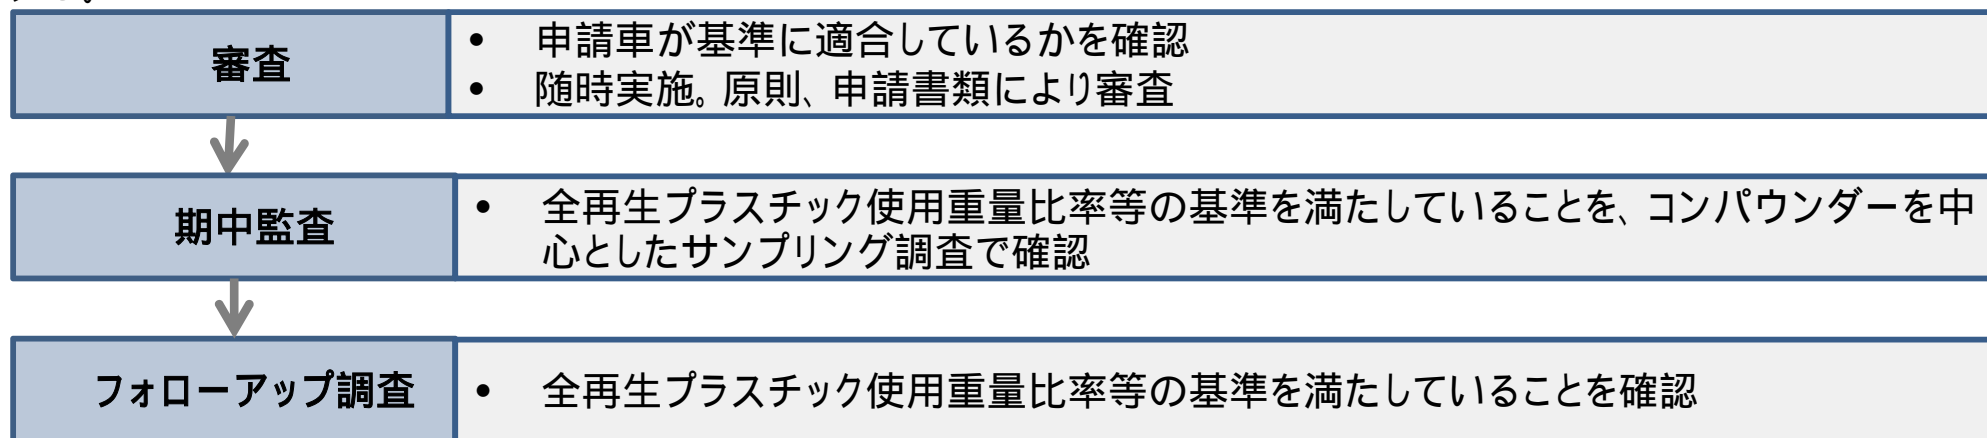 審査
• 申請車が基準に適合しているかを確認
• 随時実施。原則、申請書類により審査
期中監査
• 全再生プラスチック使用重量比率等の基準を満たしていることを、コンパウンダーを中
心としたサンプリング調査で確認
フォローアップ調査
• 全再生プラスチック使用重量比率等の基準を満たしていることを確認